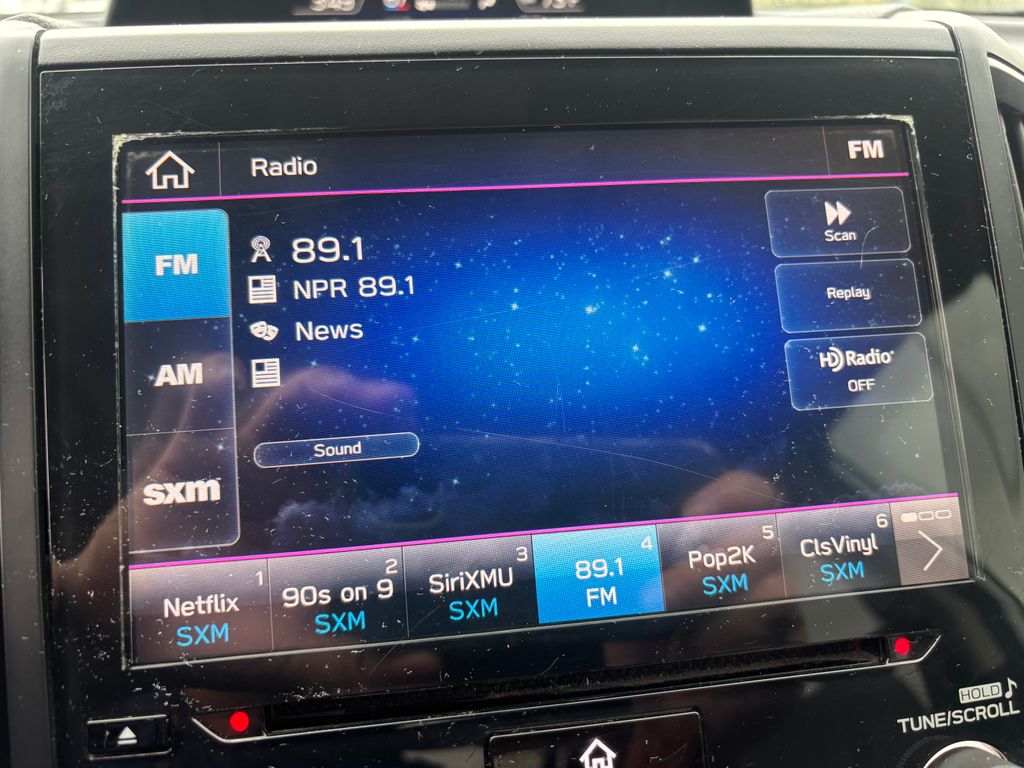 Radio
FM
FM
AM
sxm
89.1
NPR 89.1
News
Sound
Scan
Replay
HD Radio
OFF
1
Netflix
SXM
2
90s on 9
SXM
3
SiriXMU
SXM
4
89.1
FM
5
Pop2K
SXM
6
ClsVinyl
SXM
HOLD
TUNE/SCROLL